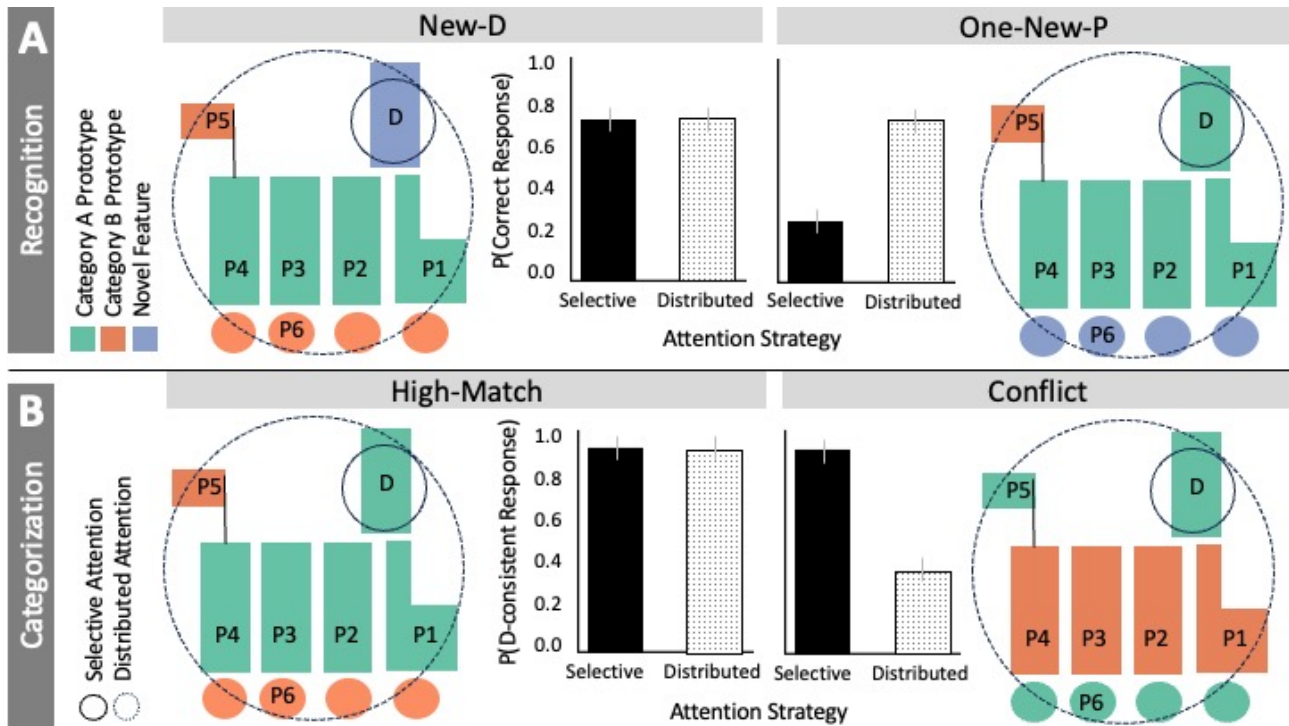 A
Recognition
New-D
One-New-P
Category A Prototype
Category B Prototype
Novel Feature
P5
D
P4 P3 P2 P1
P6
P(Correct Response)
1.0
0.8
0.6
0.4
0.2
0.0
Selective Distributed
Selective Distributed
Attention Strategy
P5
D
P4 P3 P2 P1
P6
B
Categorization
High-Match
Conflict
Selective Attention
Distributed Attention
P5
D
P4 P3 P2 P1
P6
P(D-consistent Response)
1.0
0.8
0.6
0.4
0.2
0.0
Selective Distributed
Selective Distributed
Attention Strategy
P5
D
P4 P3 P2 P1
P6